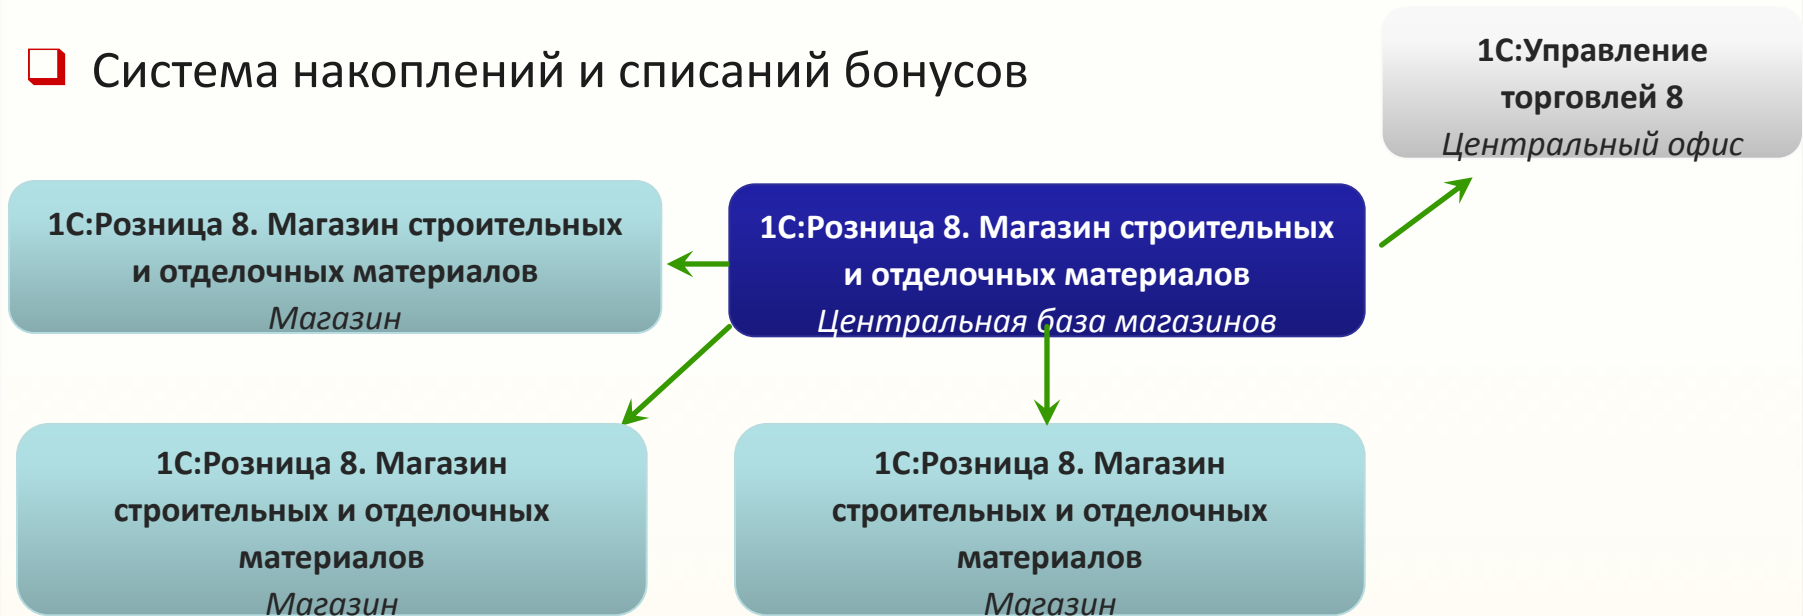 Система накоплений и списаний бонусов
1С:Управление
торговлей 8
Центральный офис
1С:Розница 8. Магазин строительных
и отделочных материалов
Магазин
1С:Розница 8. Магазин строительных
и отделочных материалов
Центральная база магазинов
1С:Розница 8. Магазин
строительных и отделочных
материалов
Магазин
1С:Розница 8. Магазин
строительных и отделочных
материалов
Магазин